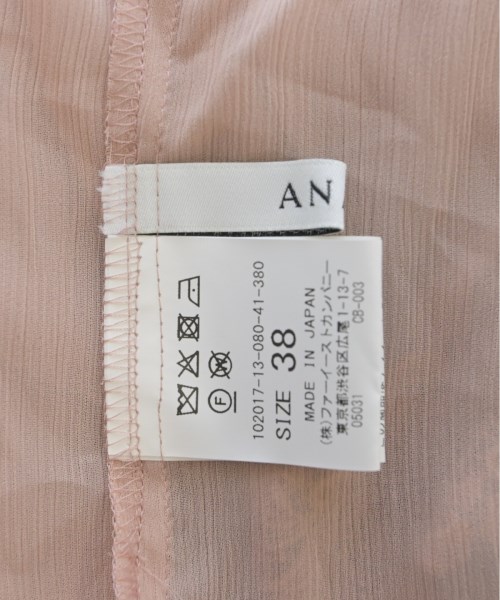 AN
F
W
102017-13-080-41-380
SIZE 38
MADE IN JAPAN
(株)ファーイーストカンパニー
東京都渋谷区広尾1-13-7
05031 CB-003